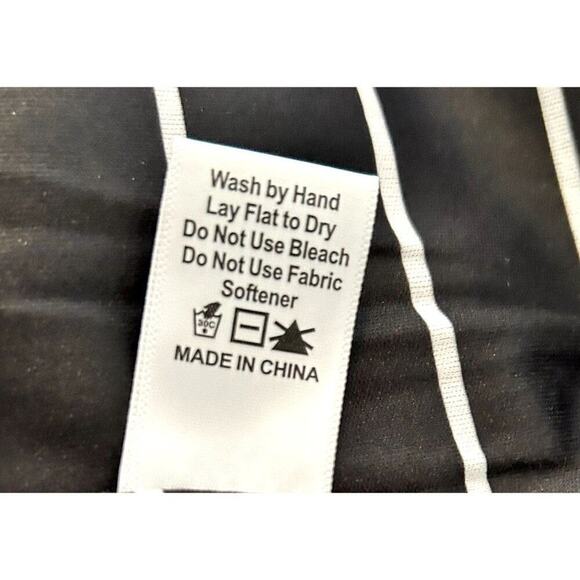 Wash by Hand
Lay Flat to Dry
Do Not Use Bleach
Do Not Use Fabric
Softener
30C
MADE IN CHINA